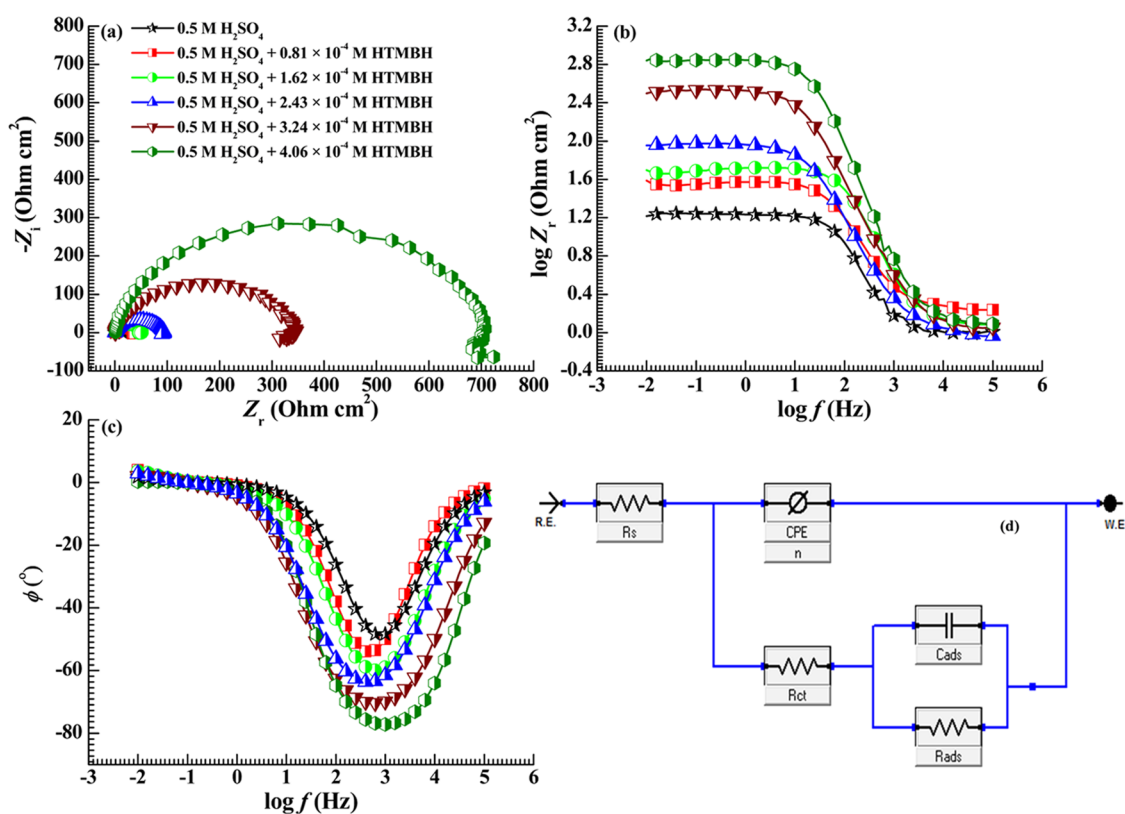 (a)
0.5 M H₂SO₄
0.5 M H₂SO₄ + 0.81 × 10⁻⁴ M HTMBH
0.5 M H₂SO₄ + 1.62 × 10⁻⁴ M HTMBH
0.5 M H₂SO₄ + 2.43 × 10⁻⁴ M HTMBH
0.5 M H₂SO₄ + 3.24 × 10⁻⁴ M HTMBH
0.5 M H₂SO₄ + 4.06 × 10⁻⁴ M HTMBH
-Zᵢ (Ohm cm²)
800
700
600
500
400
300
200
100
0
-100
0 100 200 300 400 500 600 700 800
Zᵣ (Ohm cm²)
(b)
log Zᵣ (Ohm cm²)
2.8
2.4
2.0
1.6
1.2
0.8
0.4
0.0
-0.4
-3 -2 -1 0 1 2 3 4 5 6
log f (Hz)
(c)
ϕ (°)
20
0
-20
-40
-60
-80
-3 -2 -1 0 1 2 3 4 5 6
log f (Hz)
(d)
R.E.
Rs
CPE
n
W.E
Cads
Rct
Rads